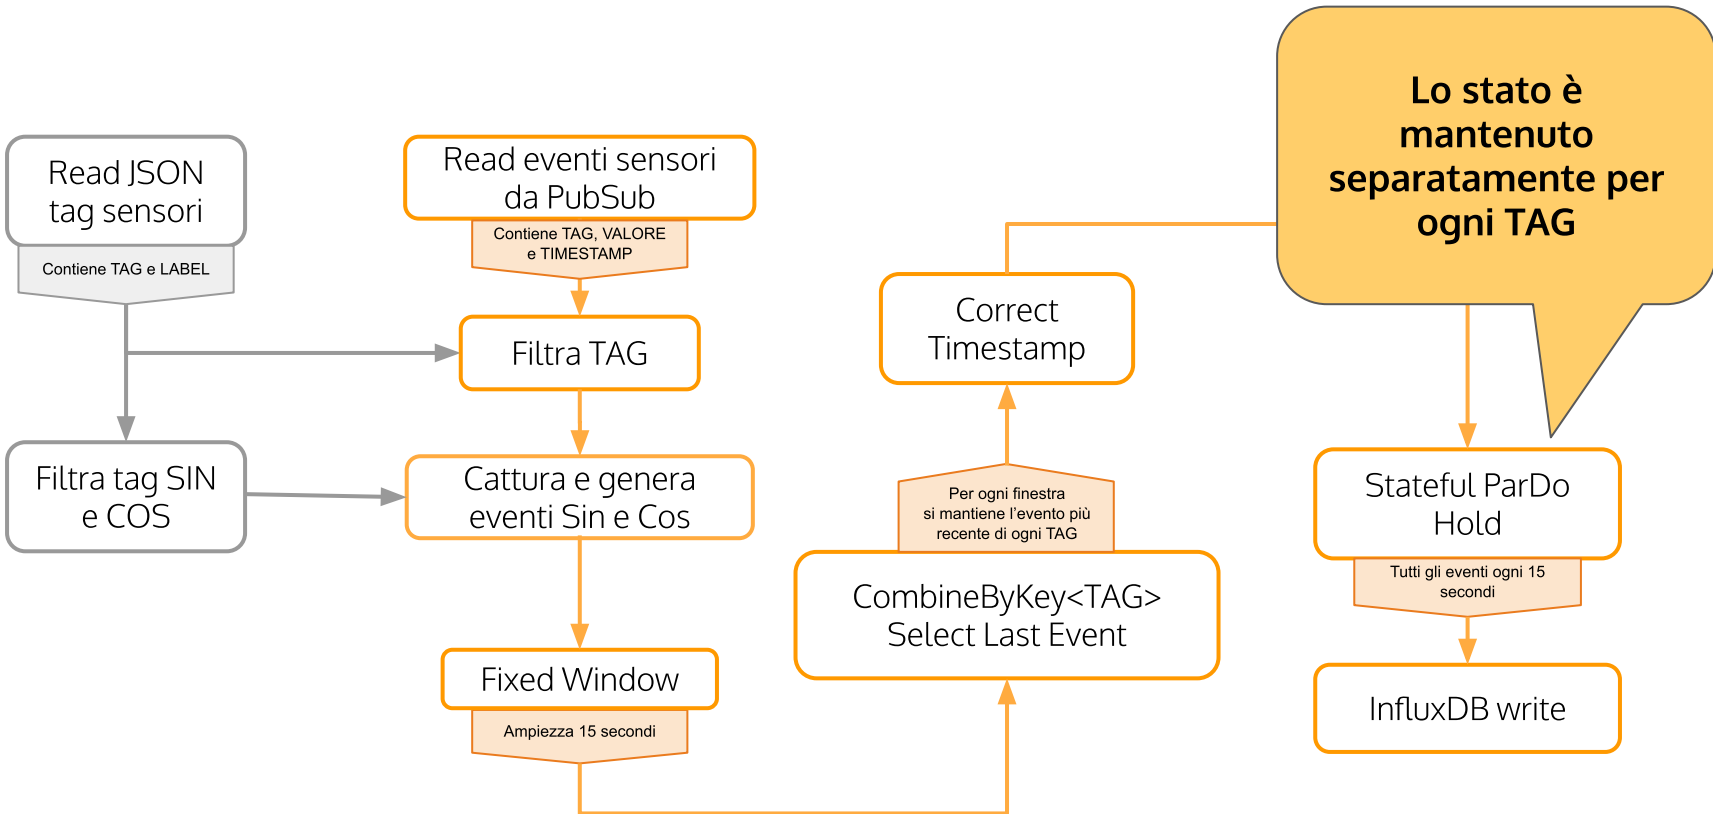 Read JSON
tag sensori
Contiene TAG e LABEL
Filtra tag SIN
e COS
Read eventi sensori
da PubSub
Contiene TAG, VALORE
e TIMESTAMP
Filtra TAG
Cattura e genera
eventi Sin e Cos
Fixed Window
Ampiezza 15 secondi
CombineByKey<TAG>
Select Last Event
Per ogni finestra
si mantiene l'evento più
recente di ogni TAG
Correct
Timestamp
Lo stato è
mantenuto
separatamente per
ogni TAG
Stateful ParDo
Hold
Tutti gli eventi ogni 15
secondi
InfluxDB write